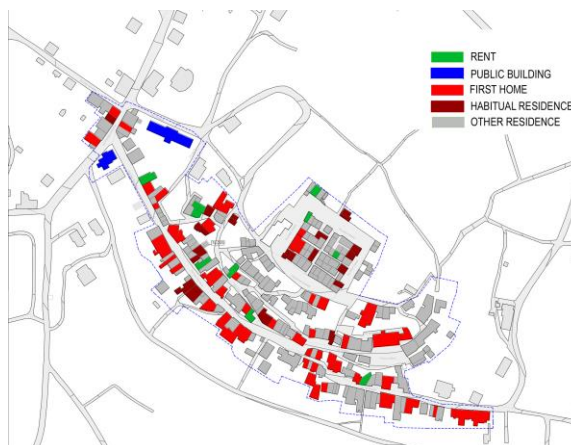 RENT
PUBLIC BUILDING
FIRST HOME
HABITUAL RESIDENCE
OTHER RESIDENCE